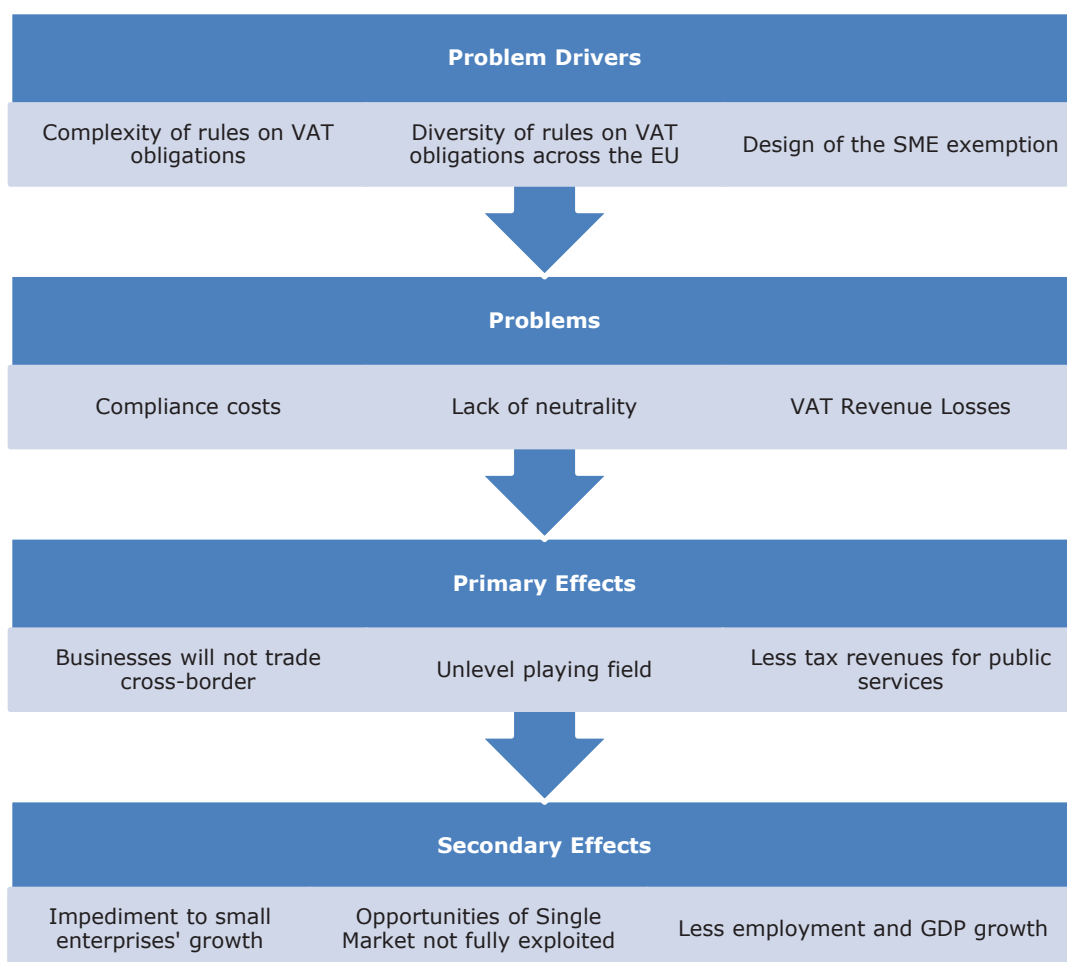 Problem Drivers
Complexity of rules on VAT
obligations
Diversity of rules on VAT
obligations across the EU
Design of the SME exemption
Problems
Compliance costs
Lack of neutrality
VAT Revenue Losses
Primary Effects
Businesses will not trade
cross-border
Unlevel playing field
Less tax revenues for public
services
Secondary Effects
Impediment to small
enterprises' growth
Opportunities of Single
Market not fully exploited
Less employment and GDP growth